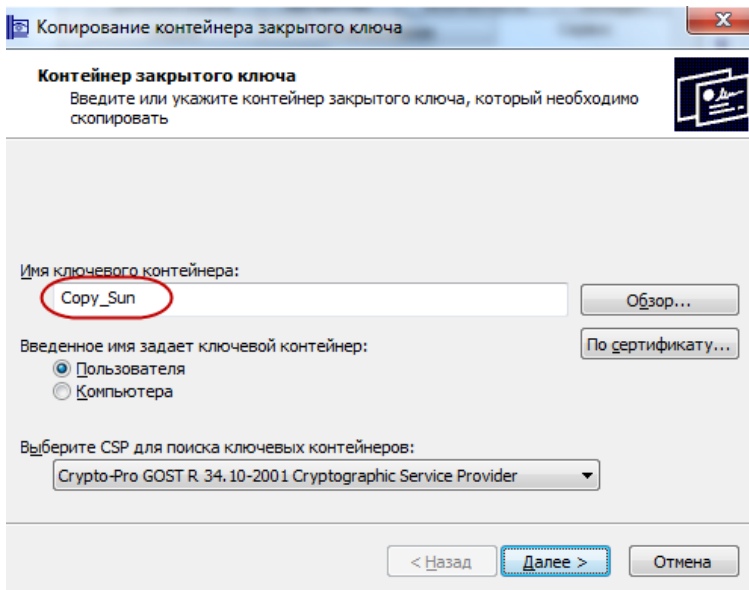 Копирование контейнера закрытого ключа
Контейнер закрытого ключа
Введите или укажите контейнер закрытого ключа, который необходимо
скопировать
Имя ключевого контейнера:
Copy_Sun
Обзор...
Введенное имя задает ключевой контейнер:
По сертификату...
Пользователя
Компьютера
Выберите CSP для поиска ключевых контейнеров:
Crypto-Pro GOST R 34.10-2001 Cryptographic Service Provider
< Назад
Далее >
Отмена